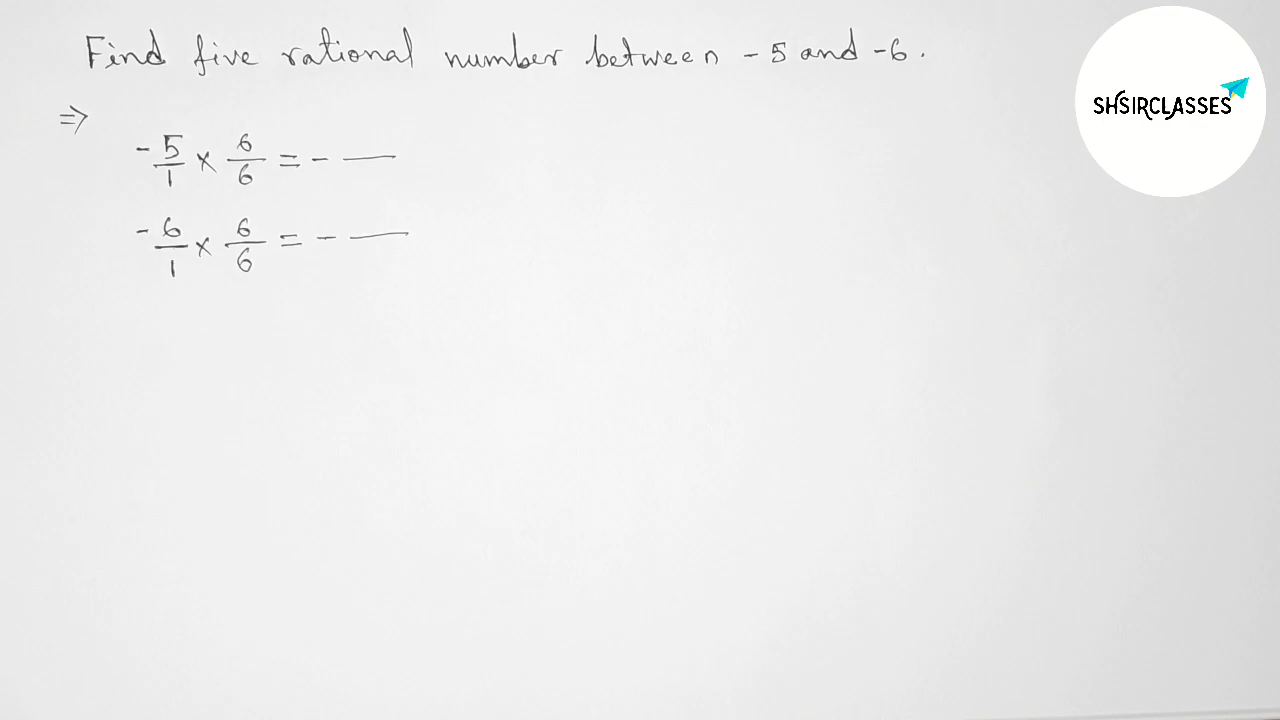 Find five rational number between -5 and -6.
SHSIRCLASSES
⇒
-5/1 × 6/6 = - —
-6/1 × 6/6 = - —